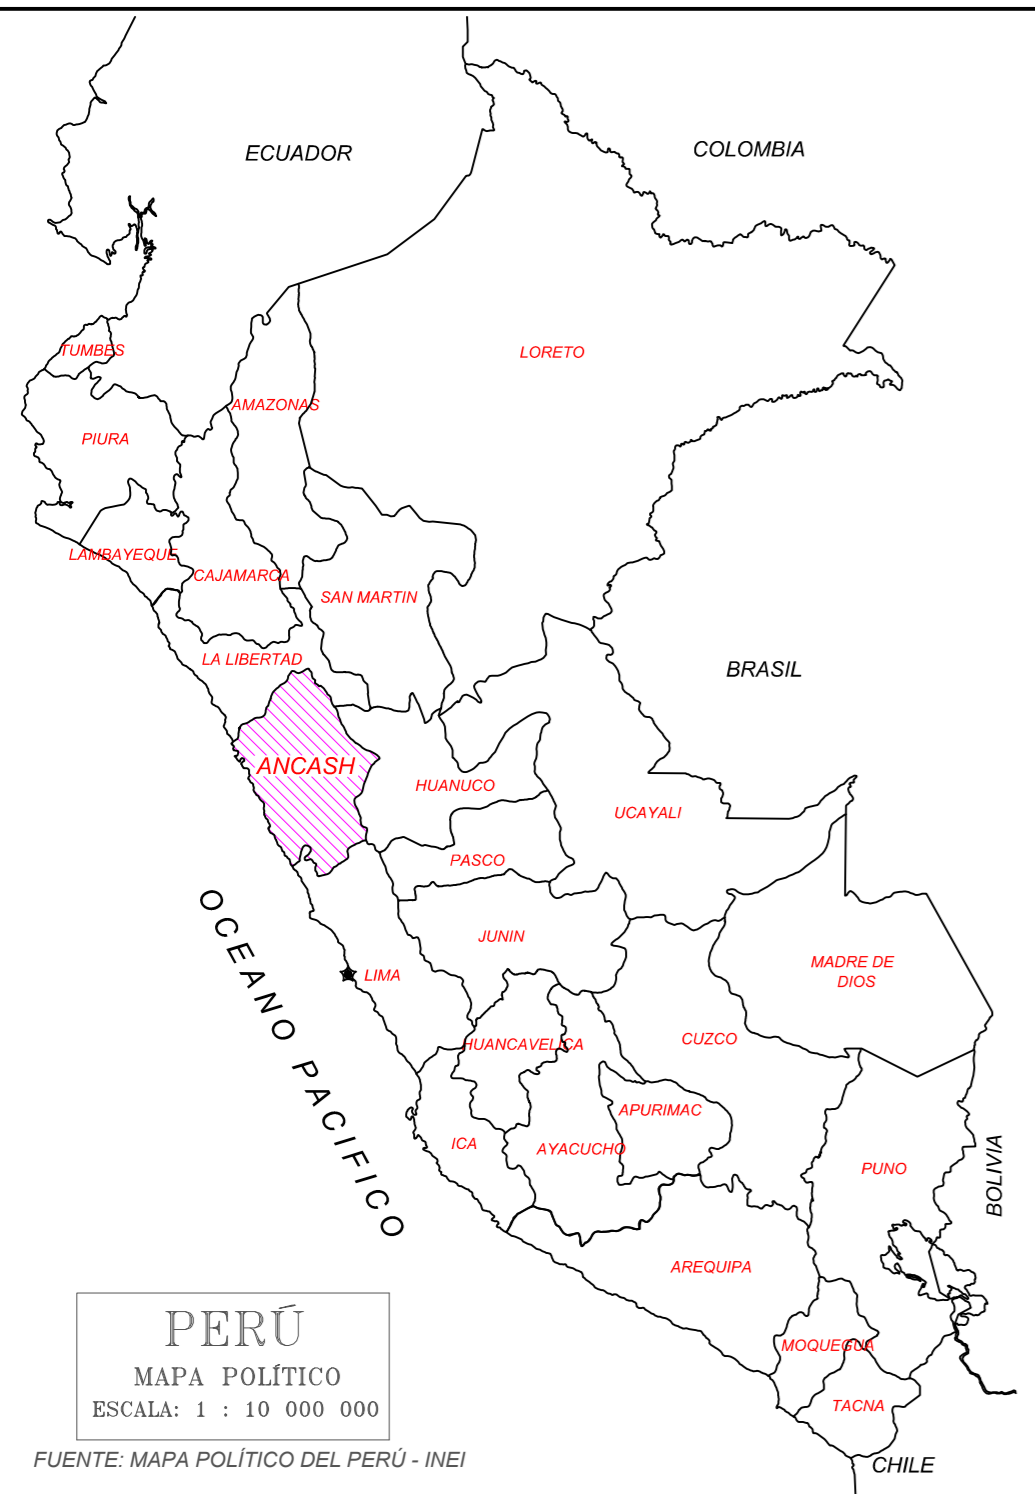 ECUADOR
COLOMBIA
TUMBES
LORETO
AMAZONAS
PIURA
LAMBAYEQUE
CAJAMARCA
SAN MARTIN
LA LIBERTAD
BRASIL
ANCASH
HUANUCO
UCAYALI
PASCO
OCEANO PACIFICO
JUNIN
MADRE DE
DIOS
LIMA
HUANCAVELICA
CUZCO
APURIMAC
ICA
AYACUCHO
PUNO
BOLIVIA
AREQUIPA
MOQUEGUA
TACNA
CHILE
PERÚ
MAPA POLÍTICO
ESCALA: 1 : 10 000 000
FUENTE: MAPA POLÍTICO DEL PERÚ - INEI